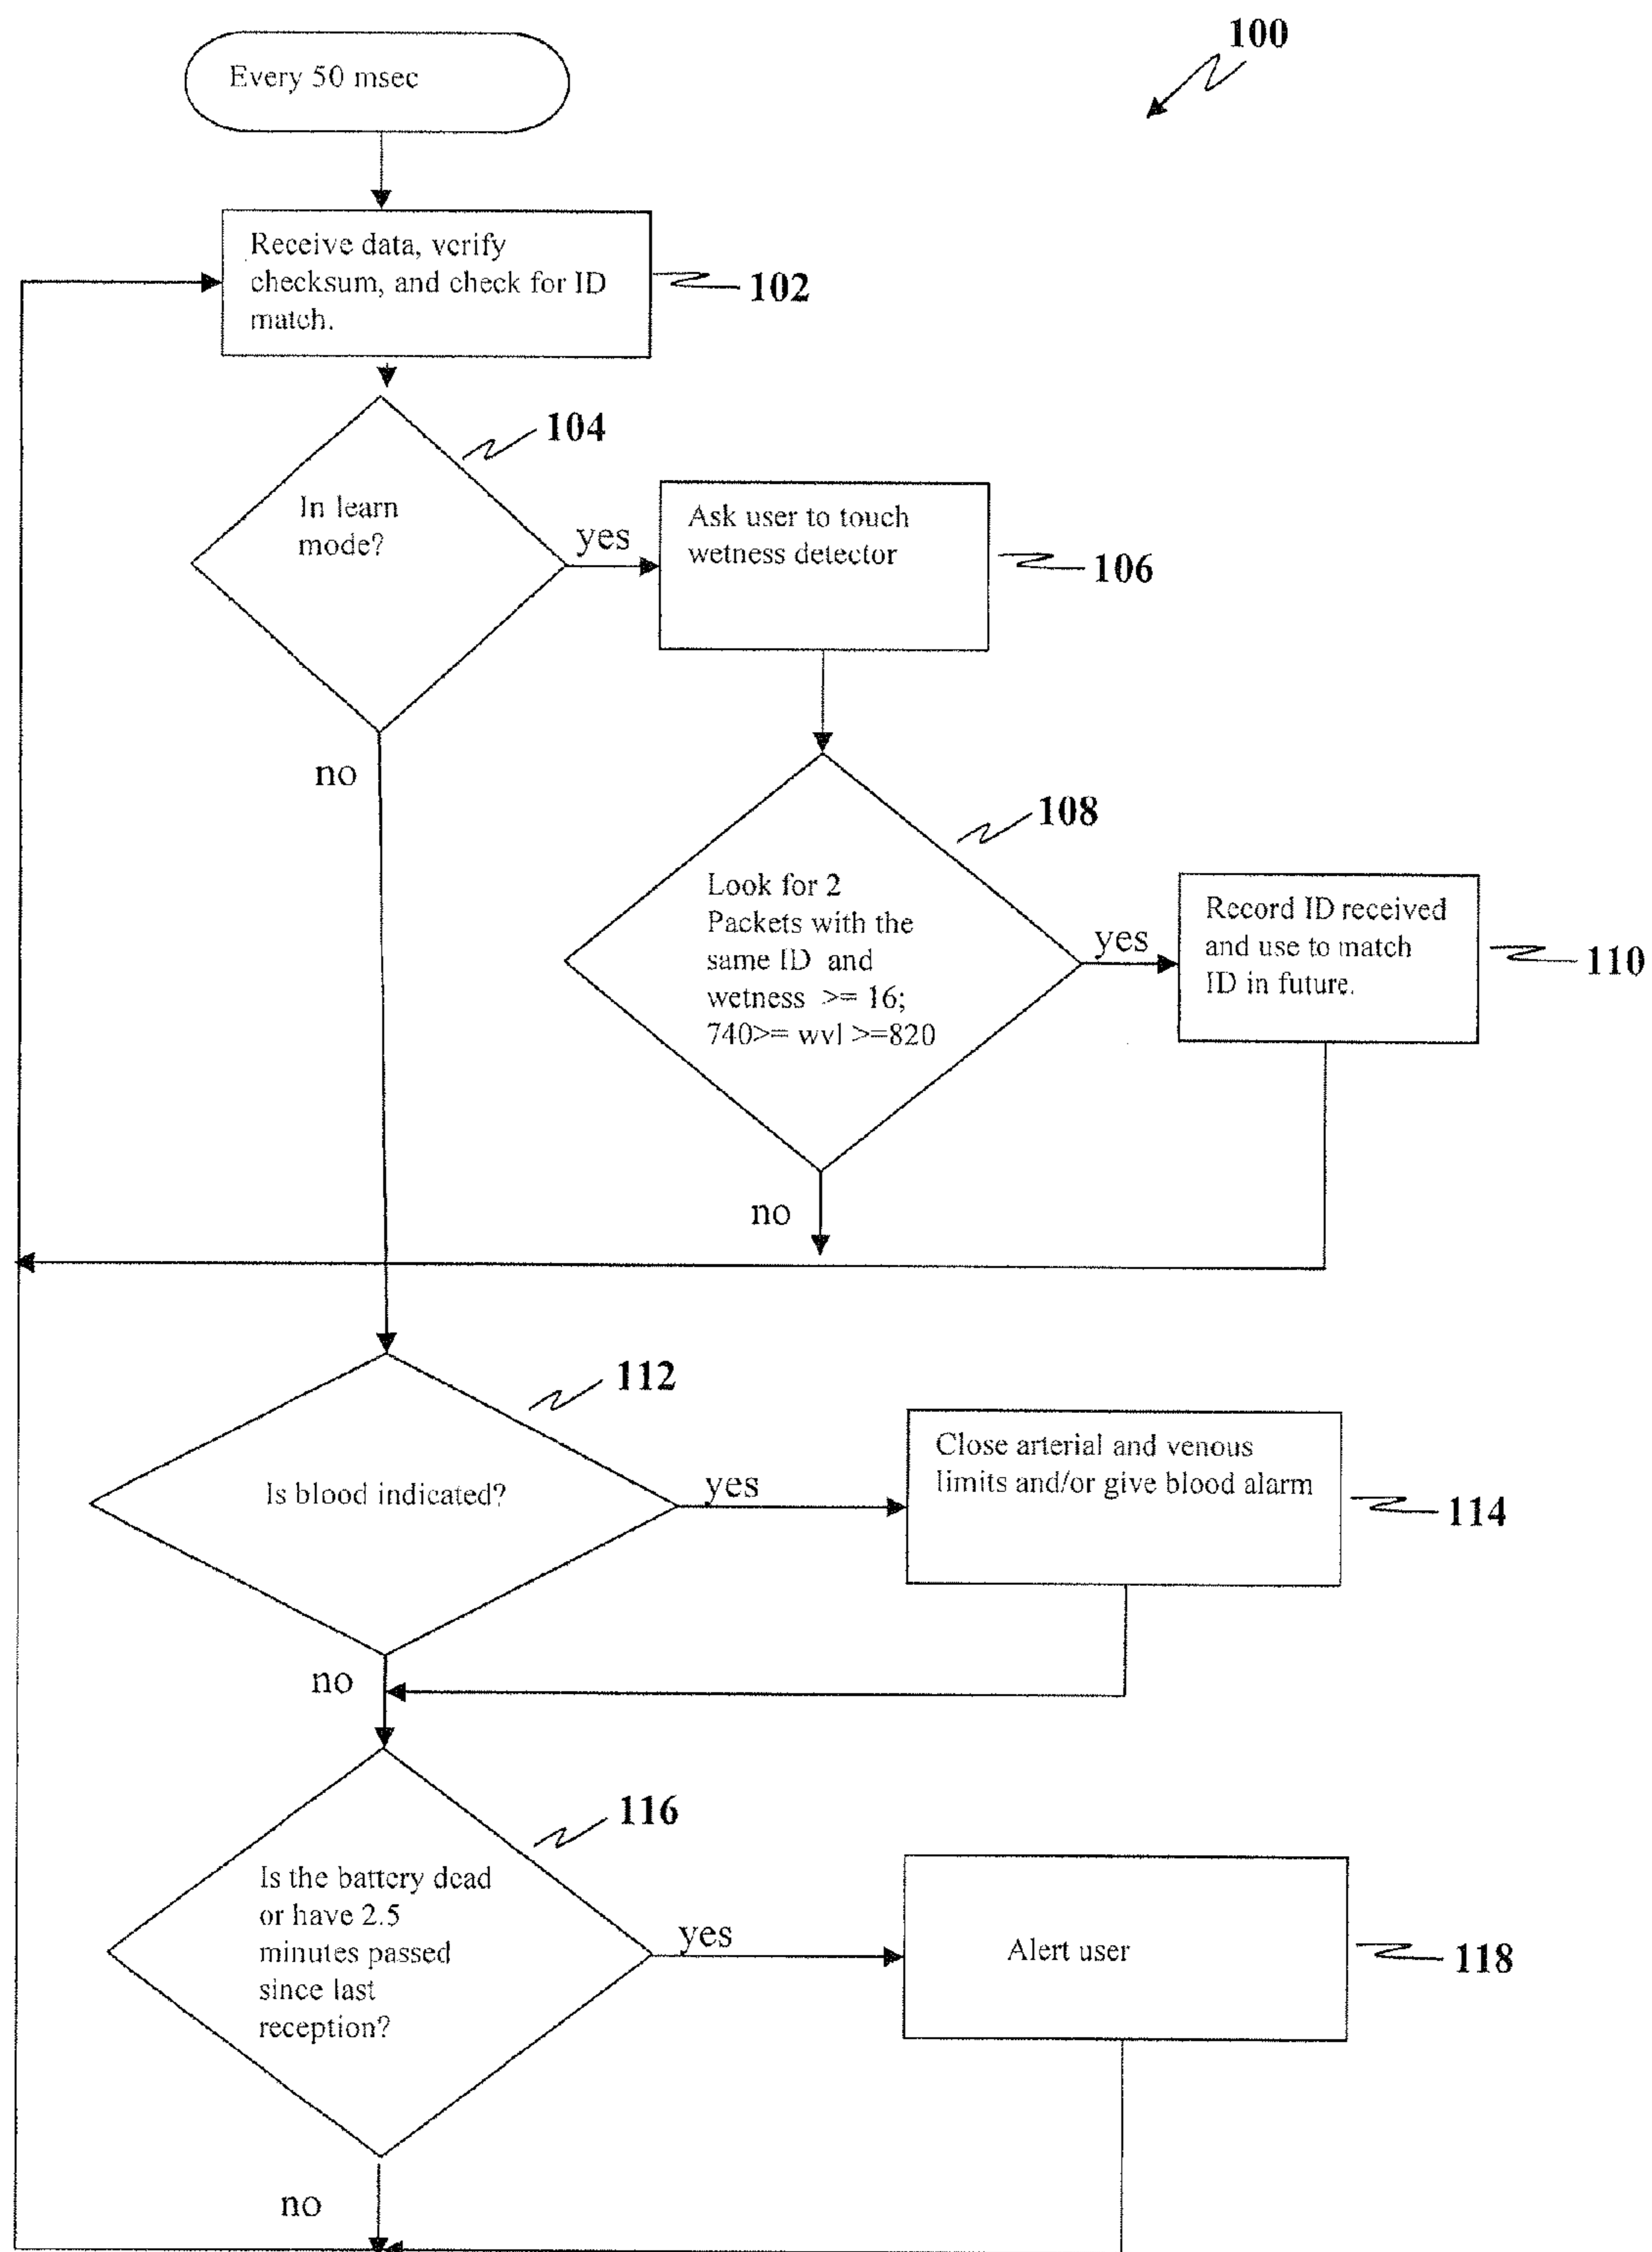 100
Every 50 msec
Receive data, verify
checksum, and check for ID
match.
102
104
In learn
mode?
yes
Ask user to touch
wetness detector
106
no
108
Look for 2
Packets with the
same ID and
wetness >= 16;
740>= wvl >=820
yes
Record ID received
and use to match
ID in future.
110
no
112
Is blood indicated?
yes
Close arterial and venous
limits and/or give blood alarm
114
no
116
Is the battery dead
or have 2.5
minutes passed
since last
reception?
yes
Alert user
118
no